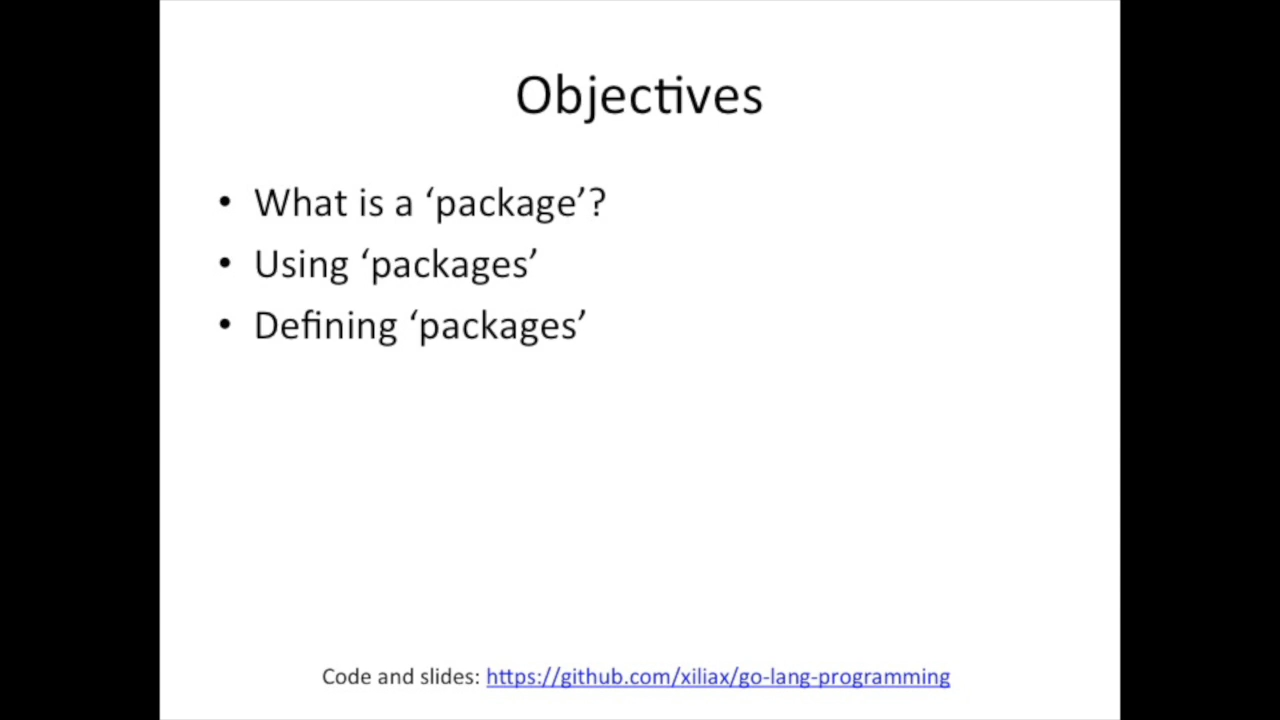 Objectives
• What is a ‘package’?
• Using ‘packages’
• Defining ‘packages’
Code and slides: https://github.com/xiliax/go-lang-programming